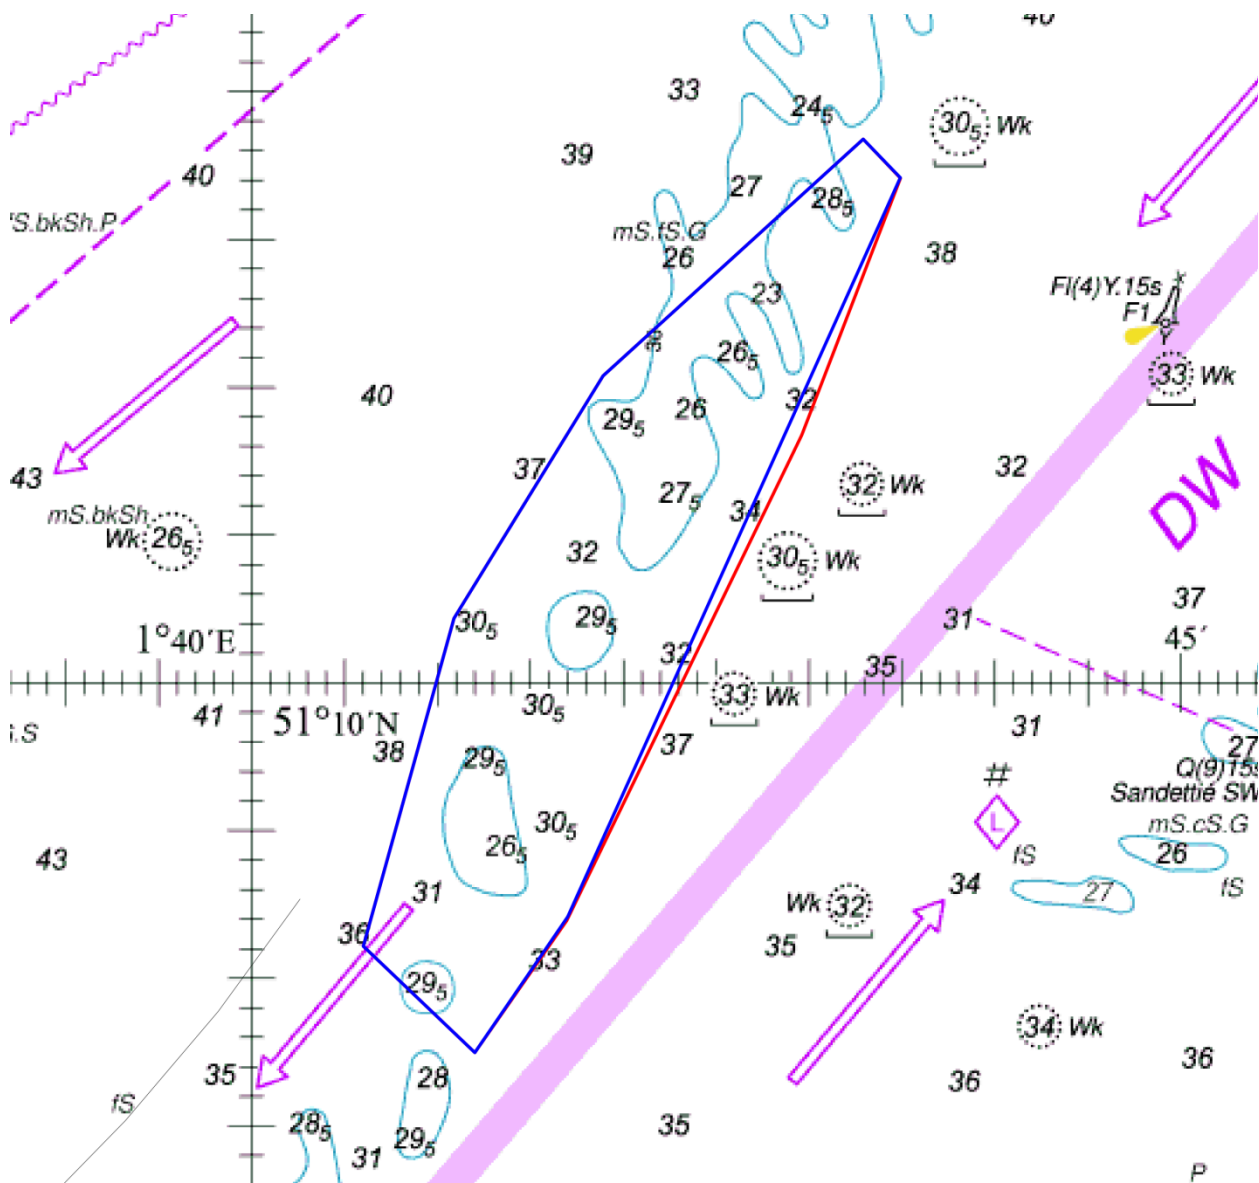 40
33
24₅
30₅ Wk
39
40
27
28₅
fS.bkSh.P
mS.fS.G
26
38
Fl(4)Y.15s
F1
Y
23
30
26₅
33 Wk
40
32
26
29₅
37
32
43
27₅
32 Wk
DW
mS.bkSh
34
Wk 26₅
32
30₅ Wk
37
29₅
31
30₅
1°40′E
45′
32
35
33 Wk
41
51°10′N
30₅
31
.S
38
37
27
29₅
#
Q(9)15s
Sandettié SW
L
30₅
mS.cS.G
26₅
43
fS
26
31
34
27
fS
Wk 32
36
33
35
29₅
34 Wk
35
28
36
36
fS
28₅
29₅
35
31
P